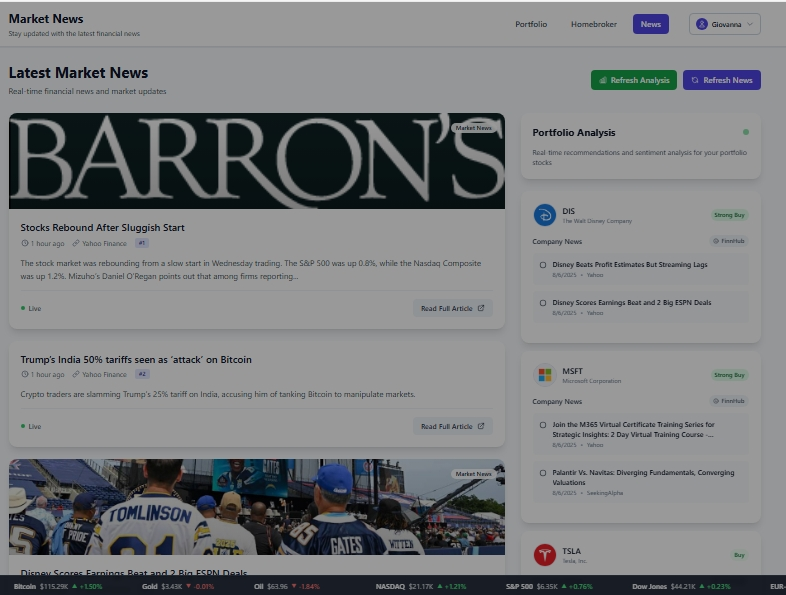 Market News
Stay updated with the latest financial news
Portfolio
Homebroker
News
Giovanna
Latest Market News
Real-time financial news and market updates
Refresh Analysis
Refresh News
BARRON'S
Market News
Stocks Rebound After Sluggish Start
1 hour ago
Yahoo Finance
#1
The stock market was rebounding from a slow start in Wednesday trading. The S&P 500 was up 0.8%, while the Nasdaq Composite
was up 1.2%. Mizuho's Daniel O'Regan points out that among firms reporting...
Live
Read Full Article
Trump's India 50% tariffs seen as 'attack' on Bitcoin
1 hour ago
Yahoo Finance
#2
Crypto traders are slamming Trump's 25% tariff on India, accusing him of tanking Bitcoin to manipulate markets.
Live
Read Full Article
Market News
TOMLINSON
PRIDE
GATES
WITTEN
Disney Scores Earnings Beat and 2 Big ESPN Deals
Portfolio Analysis
Real-time recommendations and sentiment analysis for your portfolio
stocks
DIS
The Walt Disney Company
Strong Buy
Company News
FinnHub
Disney Beats Profit Estimates But Streaming Lags
8/6/2025 • Yahoo
Disney Scores Earnings Beat and 2 Big ESPN Deals
8/6/2025 • Yahoo
MSFT
Microsoft Corporation
Strong Buy
Company News
FinnHub
Join the M365 Virtual Certificate Training Series for
Strategic Insights: 2 Day Virtual Training Course -...
8/6/2025 • Yahoo
Palantir Vs. Navitas: Diverging Fundamentals, Converging
Valuations
8/6/2025 • SeekingAlpha
TSLA
Tesla, Inc.
Buy
Bitcoin $115.29K ▲ +1.50%
Gold $3.43K ▼ -0.01%
Oil $63.96 ▼ -1.84%
NASDAQ $21.17K ▲ +1.21%
S&P 500 $6.35K ▲ +0.76%
Dow Jones $44.21K ▲ +0.23%
EUR-